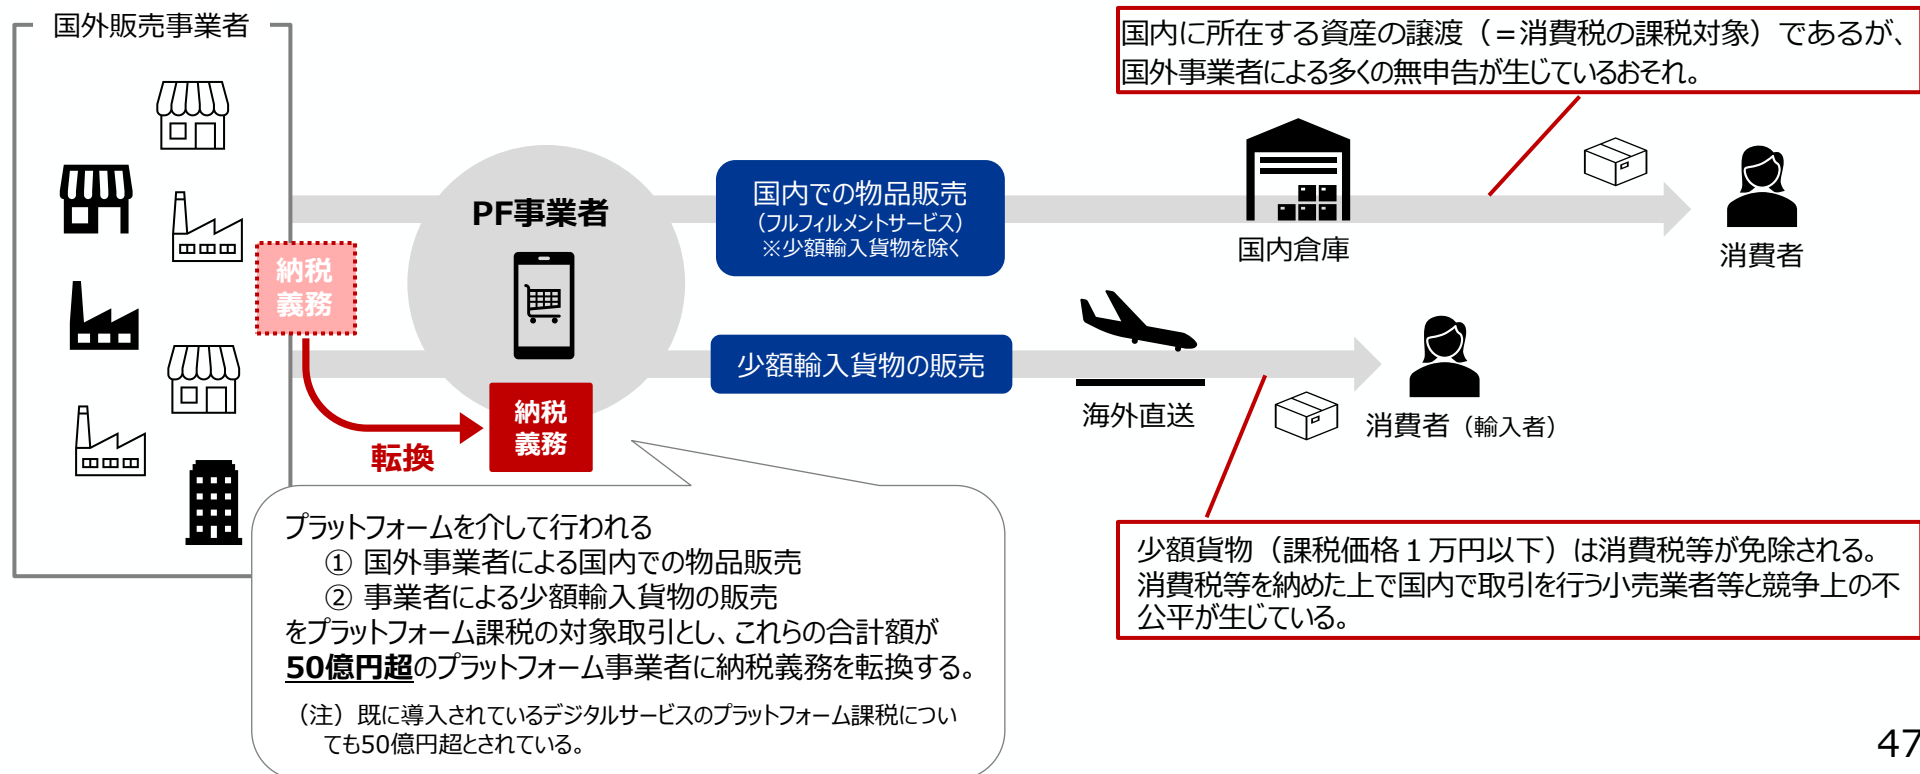 国外販売事業者
国内に所在する資産の譲渡（＝消費税の課税対象）であるが、
国外事業者による多くの無申告が生じているおそれ。
PF事業者
国内での物品販売
（フルフィルメントサービス）
※少額輸入貨物を除く
国内倉庫
消費者
納税
義務
少額輸入貨物の販売
海外直送
消費者（輸入者）
転換
納税
義務
プラットフォームを介して行われる
① 国外事業者による国内での物品販売
② 事業者による少額輸入貨物の販売
をプラットフォーム課税の対象取引とし、これらの合計額が
50億円超のプラットフォーム事業者に納税義務を転換する。
（注）既に導入されているデジタルサービスのプラットフォーム課税につい
ても50億円超とされている。
少額貨物（課税価格１万円以下）は消費税等が免除される。
消費税等を納めた上で国内で取引を行う小売業者等と競争上の不
公平が生じている。
47